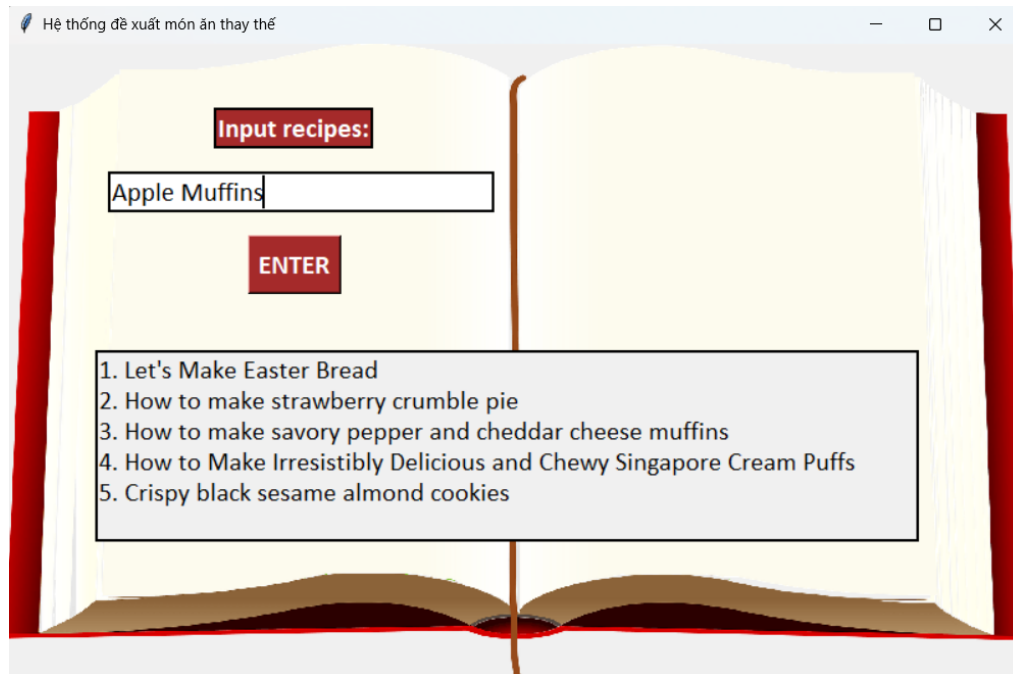 Hệ thống đề xuất món ăn thay thế
Input recipes:
Apple Muffins
ENTER
1. Let's Make Easter Bread
2. How to make strawberry crumble pie
3. How to make savory pepper and cheddar cheese muffins
4. How to Make Irresistibly Delicious and Chewy Singapore Cream Puffs
5. Crispy black sesame almond cookies